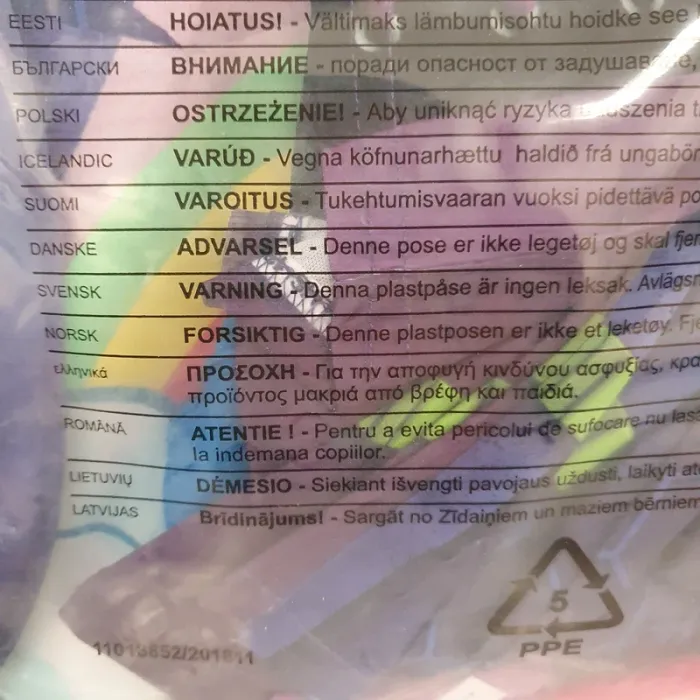 EESTI HOIATUS! - Vältimaks lämbumisohtu hoidke see
БЪЛГАРСКИ ВНИМАНИЕ - поради опасност от
POLSKI OSTRZEŻENIE! - Aby uniknąć ryzyka
ICELANDIC VARÚÐ - Vegna köfnunarhættu haldið frá
SUOMI VAROITUS - Tukehtumisvaaran vuoksi pidettävä
DANSKE ADVARSEL - Denne pose er ikke legetøj og skal
SVENSK VARNING - Denna plastpåse är ingen leksak.
NORSK FORSIKTIG - Denne plastposen er ikke et leketøy.
ελληνικά ΠΡΟΣΟΧΗ - Για την αποφυγή κινδύνου ασφυξίας,
προϊόντος μακριά από βρέφη και παιδιά.
ROMÂNĂ ATENTIE ! - Pentru a evita pericolul de sufocare nu
la indemana copiilor.
LIETUVIŲ DĖMESIO - Siekiant išvengti pavojaus uždusti, laikyti
LATVIJAS Brīdinājums! - Sargāt no Zīdaiņiem un maziem bērniem
5
PPE